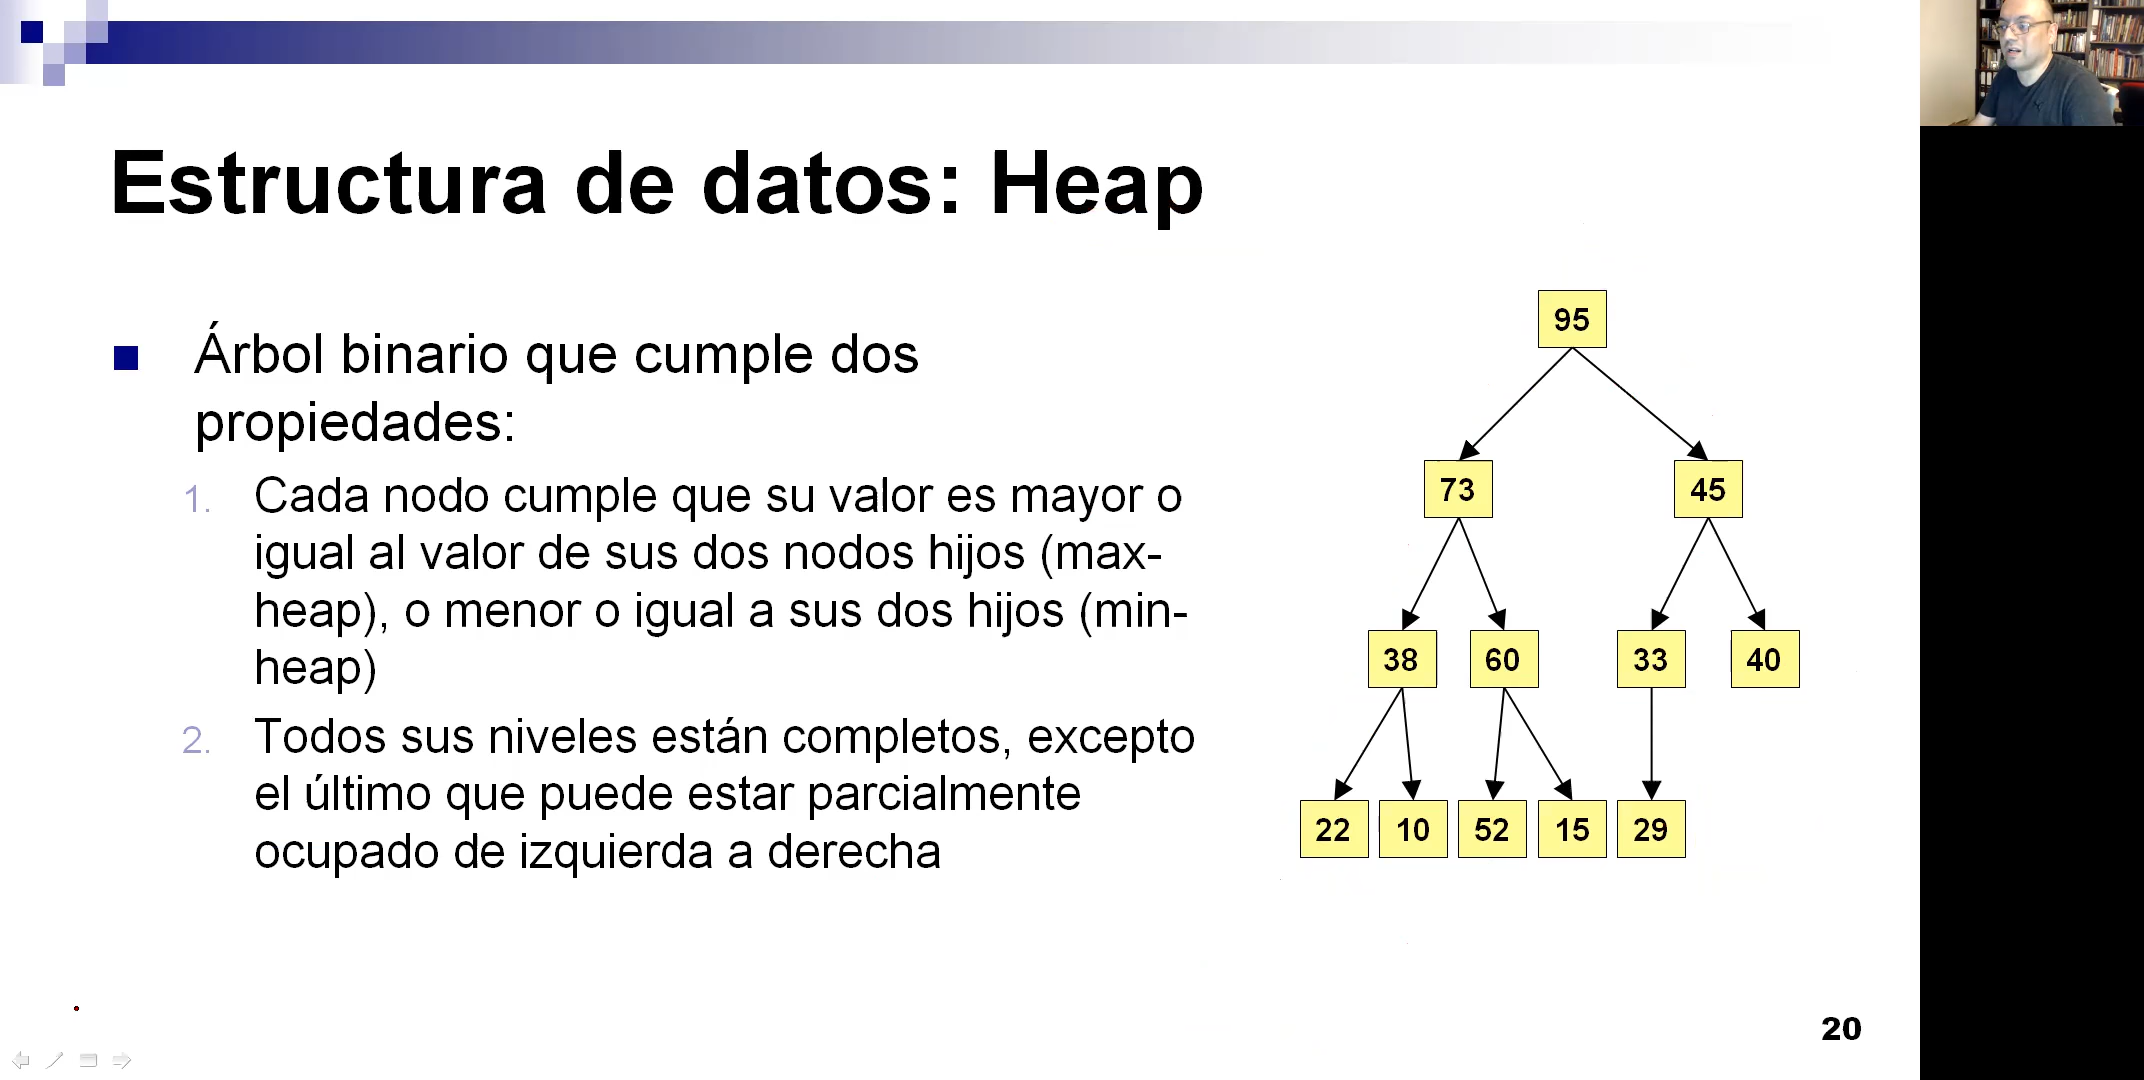 Estructura de datos: Heap
Árbol binario que cumple dos
propiedades:
1. Cada nodo cumple que su valor es mayor o
igual al valor de sus dos nodos hijos (max-
heap), o menor o igual a sus dos hijos (min-
heap)
2. Todos sus niveles están completos, excepto
el último que puede estar parcialmente
ocupado de izquierda a derecha
95
73 45
38 60 33 40
22 10 52 15 29
20